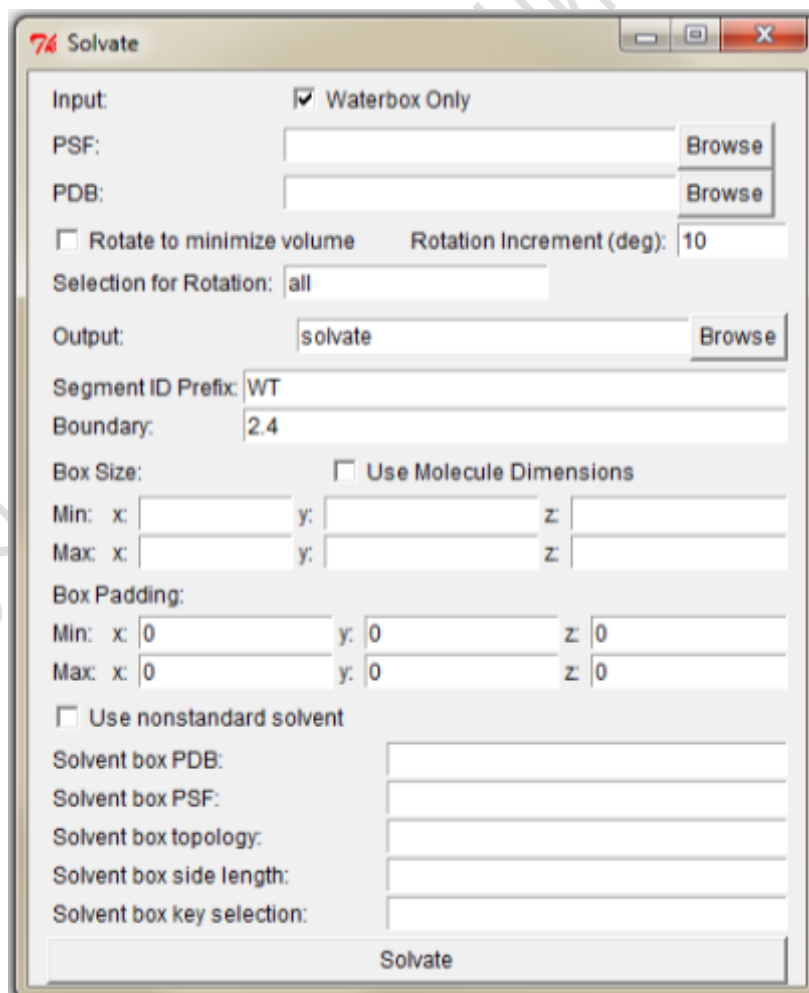 Solvate
Input: Waterbox Only
PSF: Browse
PDB: Browse
Rotate to minimize volume Rotation Increment (deg): 10
Selection for Rotation: all
Output: solvate Browse
Segment ID Prefix: WT
Boundary: 2.4
Box Size: Use Molecule Dimensions
Min: x: y: z:
Max: x: y: z:
Box Padding:
Min: x: 0 y: 0 z: 0
Max: x: 0 y: 0 z: 0
Use nonstandard solvent
Solvent box PDB:
Solvent box PSF:
Solvent box topology:
Solvent box side length:
Solvent box key selection:
Solvate